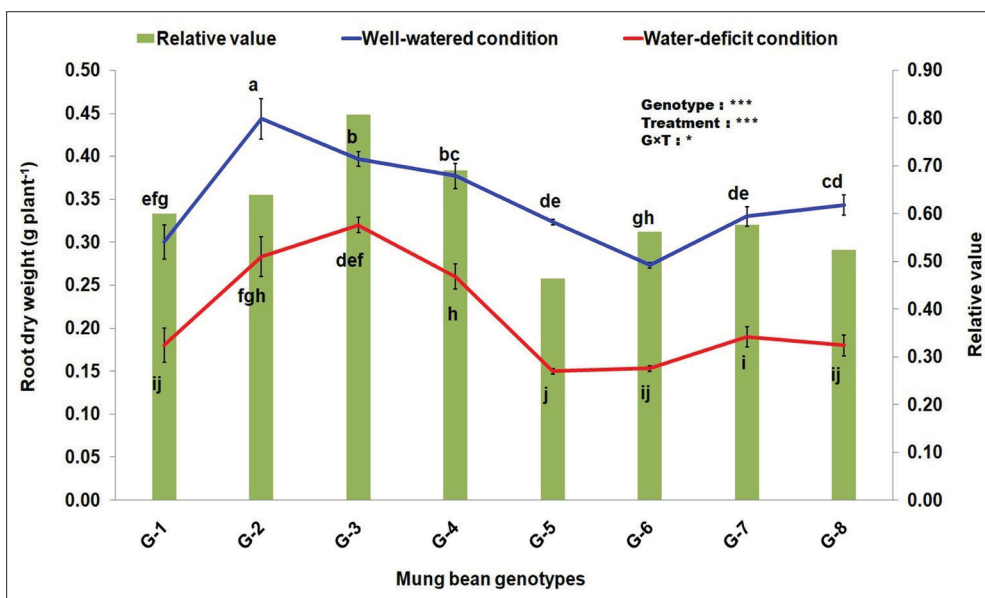 Relative value Well-watered condition Water-deficit condition
Genotype : ***
Treatment : ***
G×T : *
Root dry weight (g plant⁻¹)
0.50
0.45
0.40
0.35
0.30
0.25
0.20
0.15
0.10
0.05
0.00
Relative value
0.90
0.80
0.70
0.60
0.50
0.40
0.30
0.20
0.10
0.00
efg a b bc de gh de cd
ij fgh def h j ij i ij
G-1 G-2 G-3 G-4 G-5 G-6 G-7 G-8
Mung bean genotypes